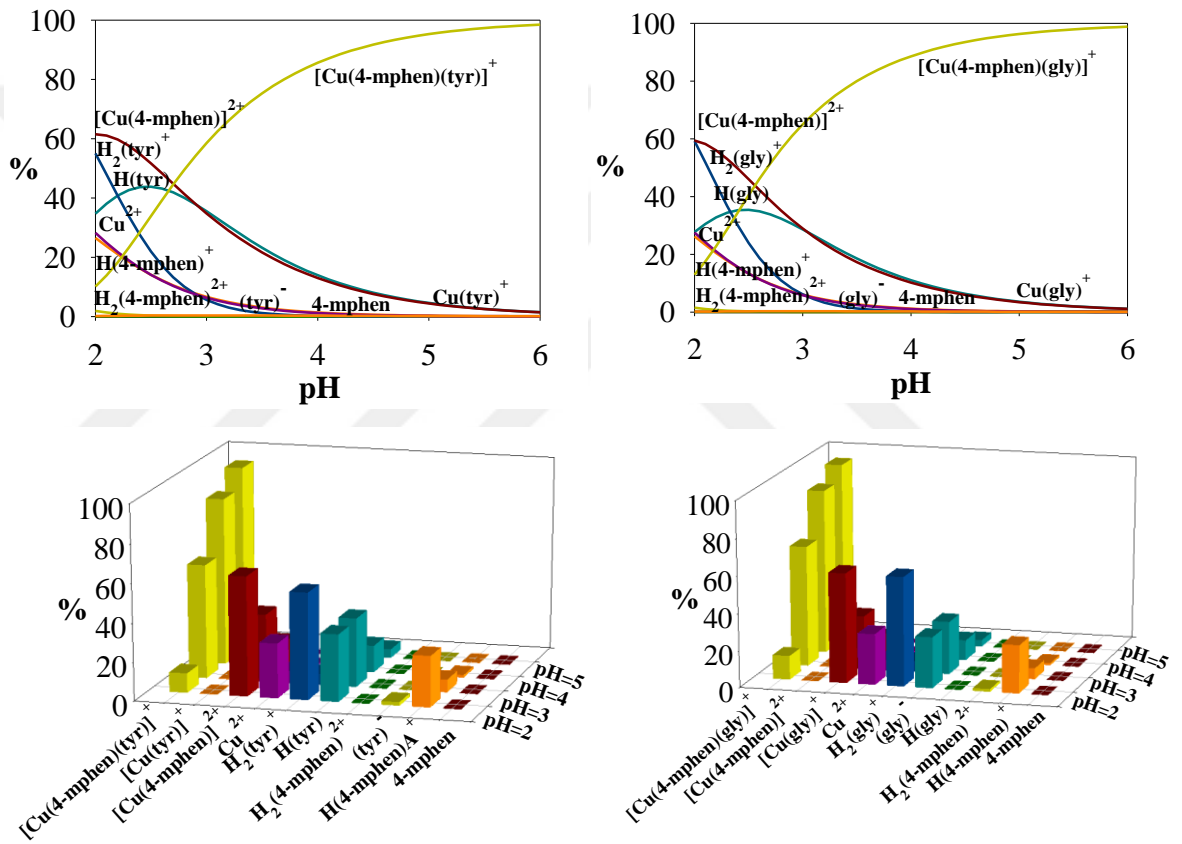 100
80
60
40
20
0
%
2 3 4 5 6
pH
[Cu(4-mphen)(tyr)]⁺
[Cu(4-mphen)]²⁺
H₂(tyr)⁺
H(tyr)
Cu²⁺
H(4-mphen)⁺
H₂(4-mphen)²⁺
(tyr)⁻
4-mphen
Cu(tyr)⁺
100
80
60
40
20
0
%
2 3 4 5 6
pH
[Cu(4-mphen)(gly)]⁺
[Cu(4-mphen)]²⁺
H₂(gly)⁺
H(gly)
Cu²⁺
H(4-mphen)⁺
H₂(4-mphen)²⁺
(gly)⁻
4-mphen
Cu(gly)⁺
100
80
60
40
20
0
%
pH=5
pH=4
pH=3
pH=2
[Cu(4-mphen)(tyr)]⁺
[Cu(tyr)]⁺
[Cu(4-mphen)]²⁺
Cu²⁺
H₂(tyr)⁺
H(tyr)
H₂(4-mphen)²⁺
(tyr)⁻
H(4-mphen)A⁺
4-mphen
100
80
60
40
20
0
%
pH=5
pH=4
pH=3
pH=2
[Cu(4-mphen)(gly)]⁺
[Cu(4-mphen)]²⁺
[Cu(gly)]⁺
Cu²⁺
H₂(gly)⁺
(gly)⁻
H(gly)
H₂(4-mphen)²⁺
H(4-mphen)⁺
4-mphen